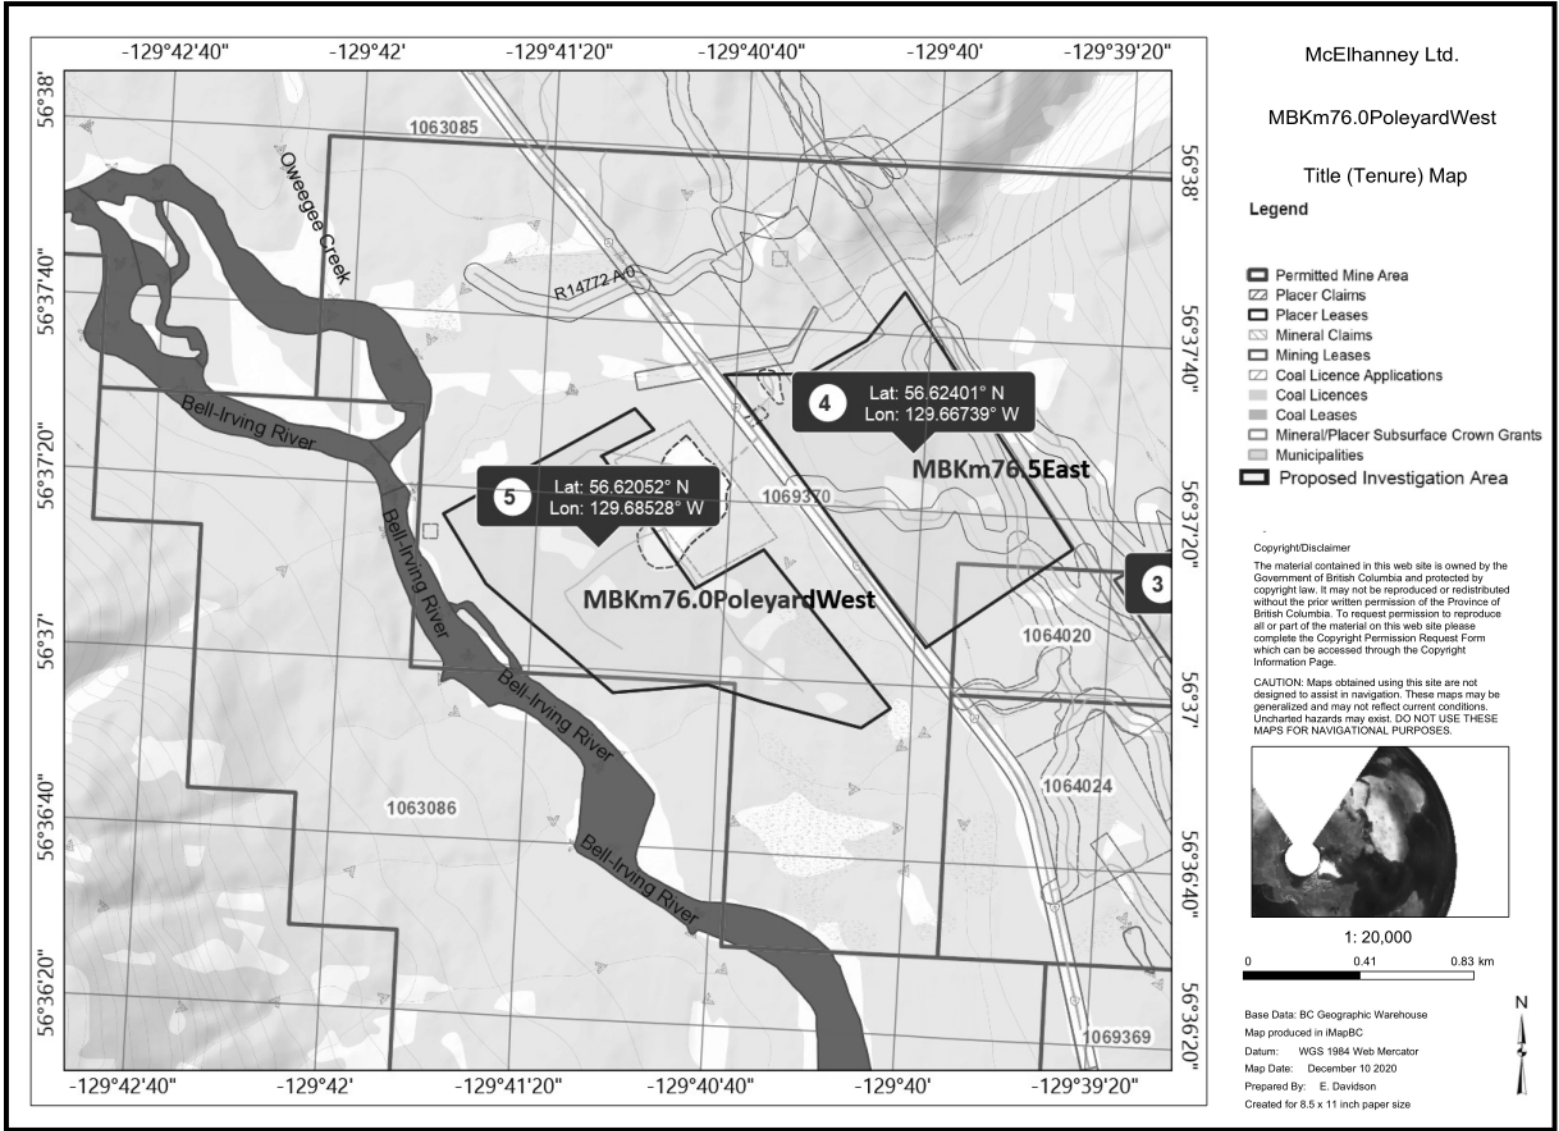 -129°42'40" -129°42' -129°41'20" -129°40'40" -129°40' -129°39'20"
56°38'
56°37'40"
56°37'20"
56°37'
56°36'40"
56°36'20"
1063085
Oweegee Creek
R14772 A 0
Bell-Irving River
4
Lat: 56.62401° N
Lon: 129.66739° W
MBKm76.5East
5
Lat: 56.62052° N
Lon: 129.68528° W
1069370
Bell-Irving River
MBKm76.0PoleyardWest
3
1064020
Bell-Irving River
1064024
1063086
Bell-Irving River
1069369
56°38'
56°37'40"
56°37'20"
56°37'
56°36'40"
56°36'20"
-129°42'40" -129°42' -129°41'20" -129°40'40" -129°40' -129°39'20"
McElhanney Ltd.
MBKm76.0PoleyardWest
Title (Tenure) Map
Legend
Permitted Mine Area
Placer Claims
Placer Leases
Mineral Claims
Mining Leases
Coal Licence Applications
Coal Licences
Coal Leases
Mineral/Placer Subsurface Crown Grants
Municipalities
Proposed Investigation Area
Copyright/Disclaimer
The material contained in this web site is owned by the
Government of British Columbia and protected by
copyright law. It may not be reproduced or redistributed
without the prior written permission of the Province of
British Columbia. To request permission to reproduce
all or part of the material on this web site please
complete the Copyright Permission Request Form
which can be accessed through the Copyright
Information Page.
CAUTION: Maps obtained using this site are not
designed to assist in navigation. These maps may be
generalized and may not reflect current conditions.
Uncharted hazards may exist. DO NOT USE THESE
MAPS FOR NAVIGATIONAL PURPOSES.
1: 20,000
0 0.41 0.83 km
N
Base Data: BC Geographic Warehouse
Map produced in iMapBC
Datum: WGS 1984 Web Mercator
Map Date: December 10 2020
Prepared By: E. Davidson
Created for 8.5 x 11 inch paper size